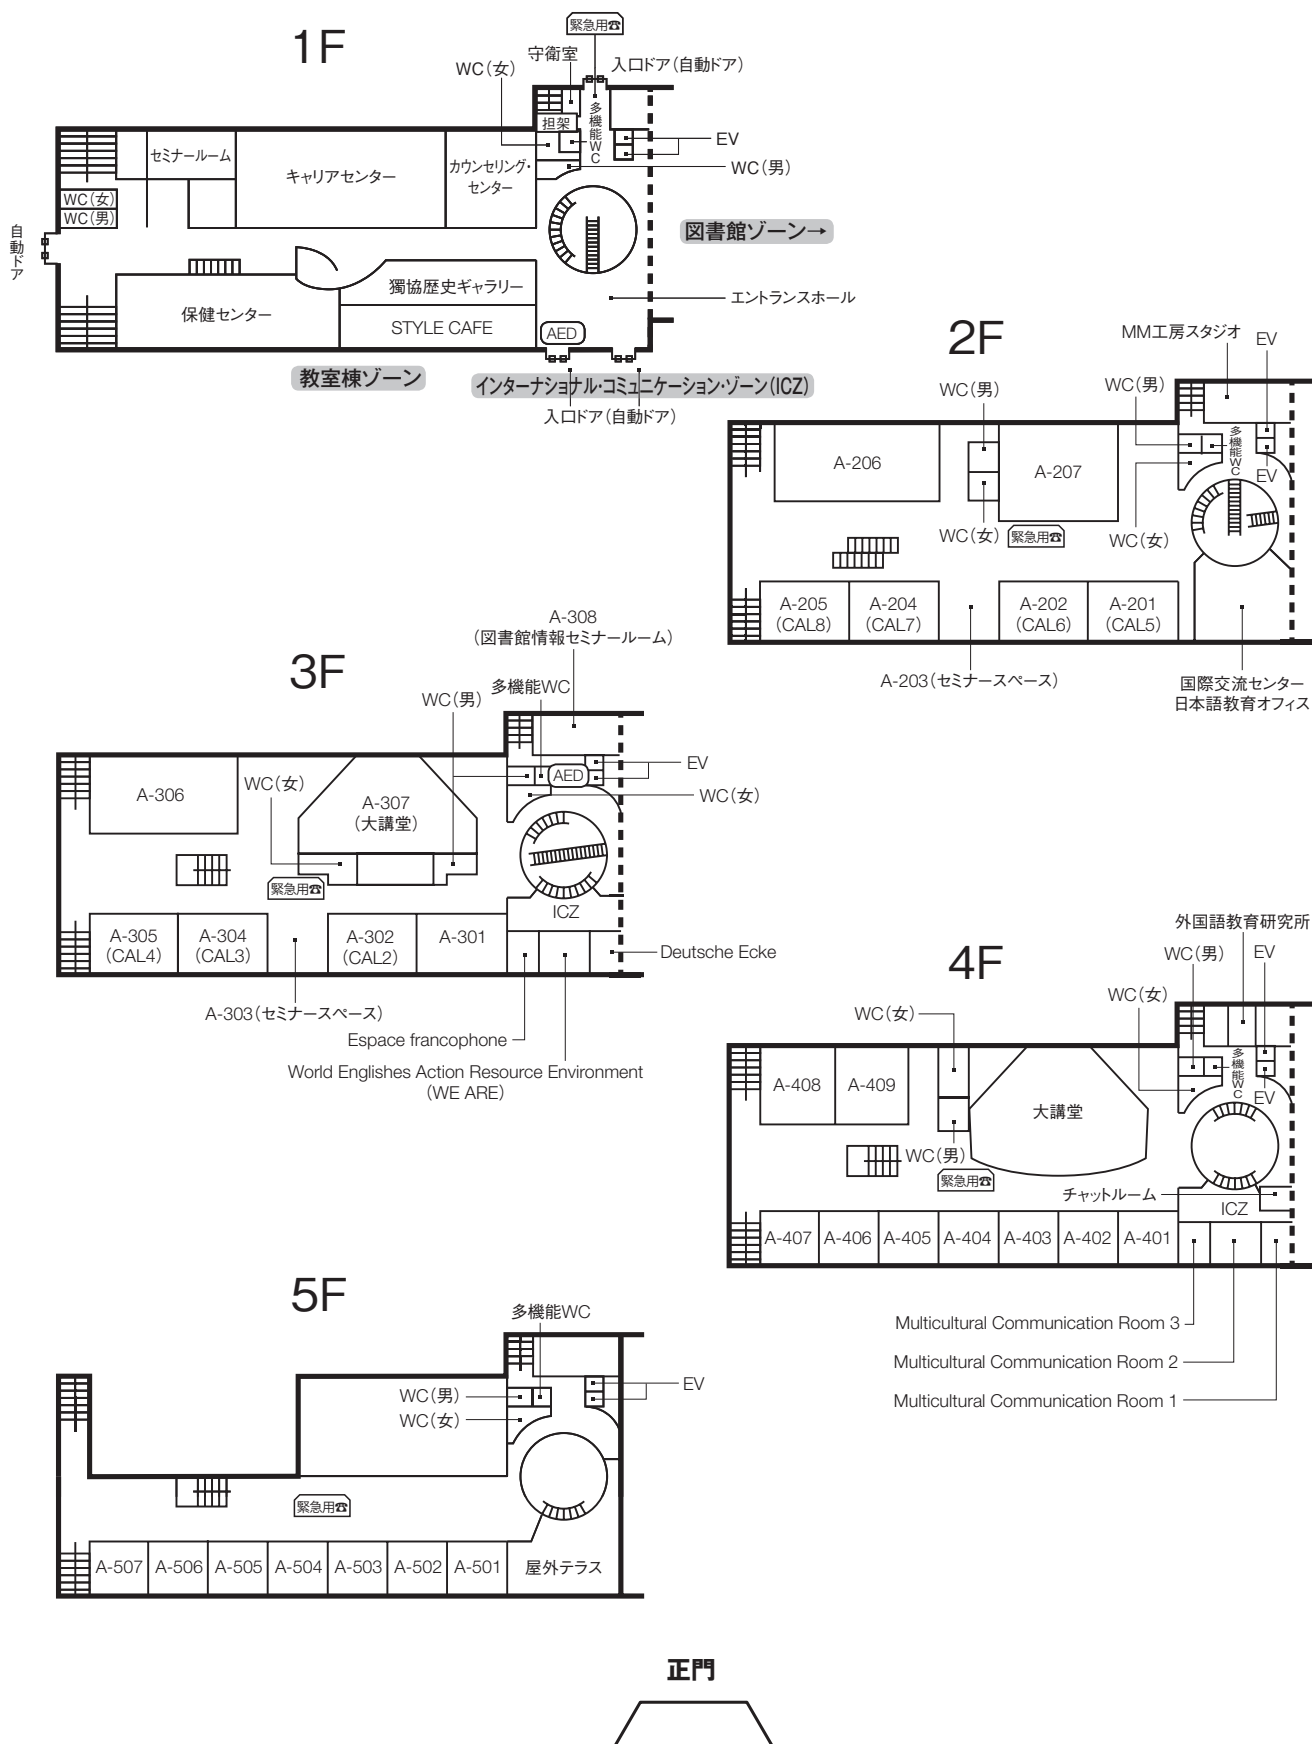 1F
緊急用☎
守衛室
WC(女)
入口ドア(自動ドア)
多機能WC
担架
EV
WC(男)
セミナールーム
キャリアセンター
カウンセリング・
センター
WC(女)
WC(男)
自動ドア
図書館ゾーン→
獨協歴史ギャラリー
エントランスホール
保健センター
STYLE CAFE
AED
教室棟ゾーン
インターナショナル・コミュニケーション・ゾーン(ICZ)
入口ドア(自動ドア)
2F
MM工房スタジオ
EV
WC(男)
WC(男)
多機能WC
A-206
A-207
EV
WC(女)
緊急用☎
WC(女)
A-205
(CAL8)
A-204
(CAL7)
A-202
(CAL6)
A-201
(CAL5)
A-203(セミナースペース)
国際交流センター
日本語教育オフィス
3F
A-308
(図書館情報セミナールーム)
多機能WC
WC(男)
EV
AED
WC(女)
WC(女)
A-306
A-307
(大講堂)
緊急用☎
ICZ
A-305
(CAL4)
A-304
(CAL3)
A-302
(CAL2)
A-301
Deutsche Ecke
A-303(セミナースペース)
Espace francophone
World Englishes Action Resource Environment
(WE ARE)
4F
外国語教育研究所
WC(男)
EV
WC(女)
WC(女)
多機能WC
A-408
A-409
EV
大講堂
WC(男)
緊急用☎
チャットルーム
ICZ
A-407
A-406
A-405
A-404
A-403
A-402
A-401
Multicultural Communication Room 3
Multicultural Communication Room 2
Multicultural Communication Room 1
5F
多機能WC
EV
WC(男)
WC(女)
緊急用☎
A-507
A-506
A-505
A-504
A-503
A-502
A-501
屋外テラス
正門